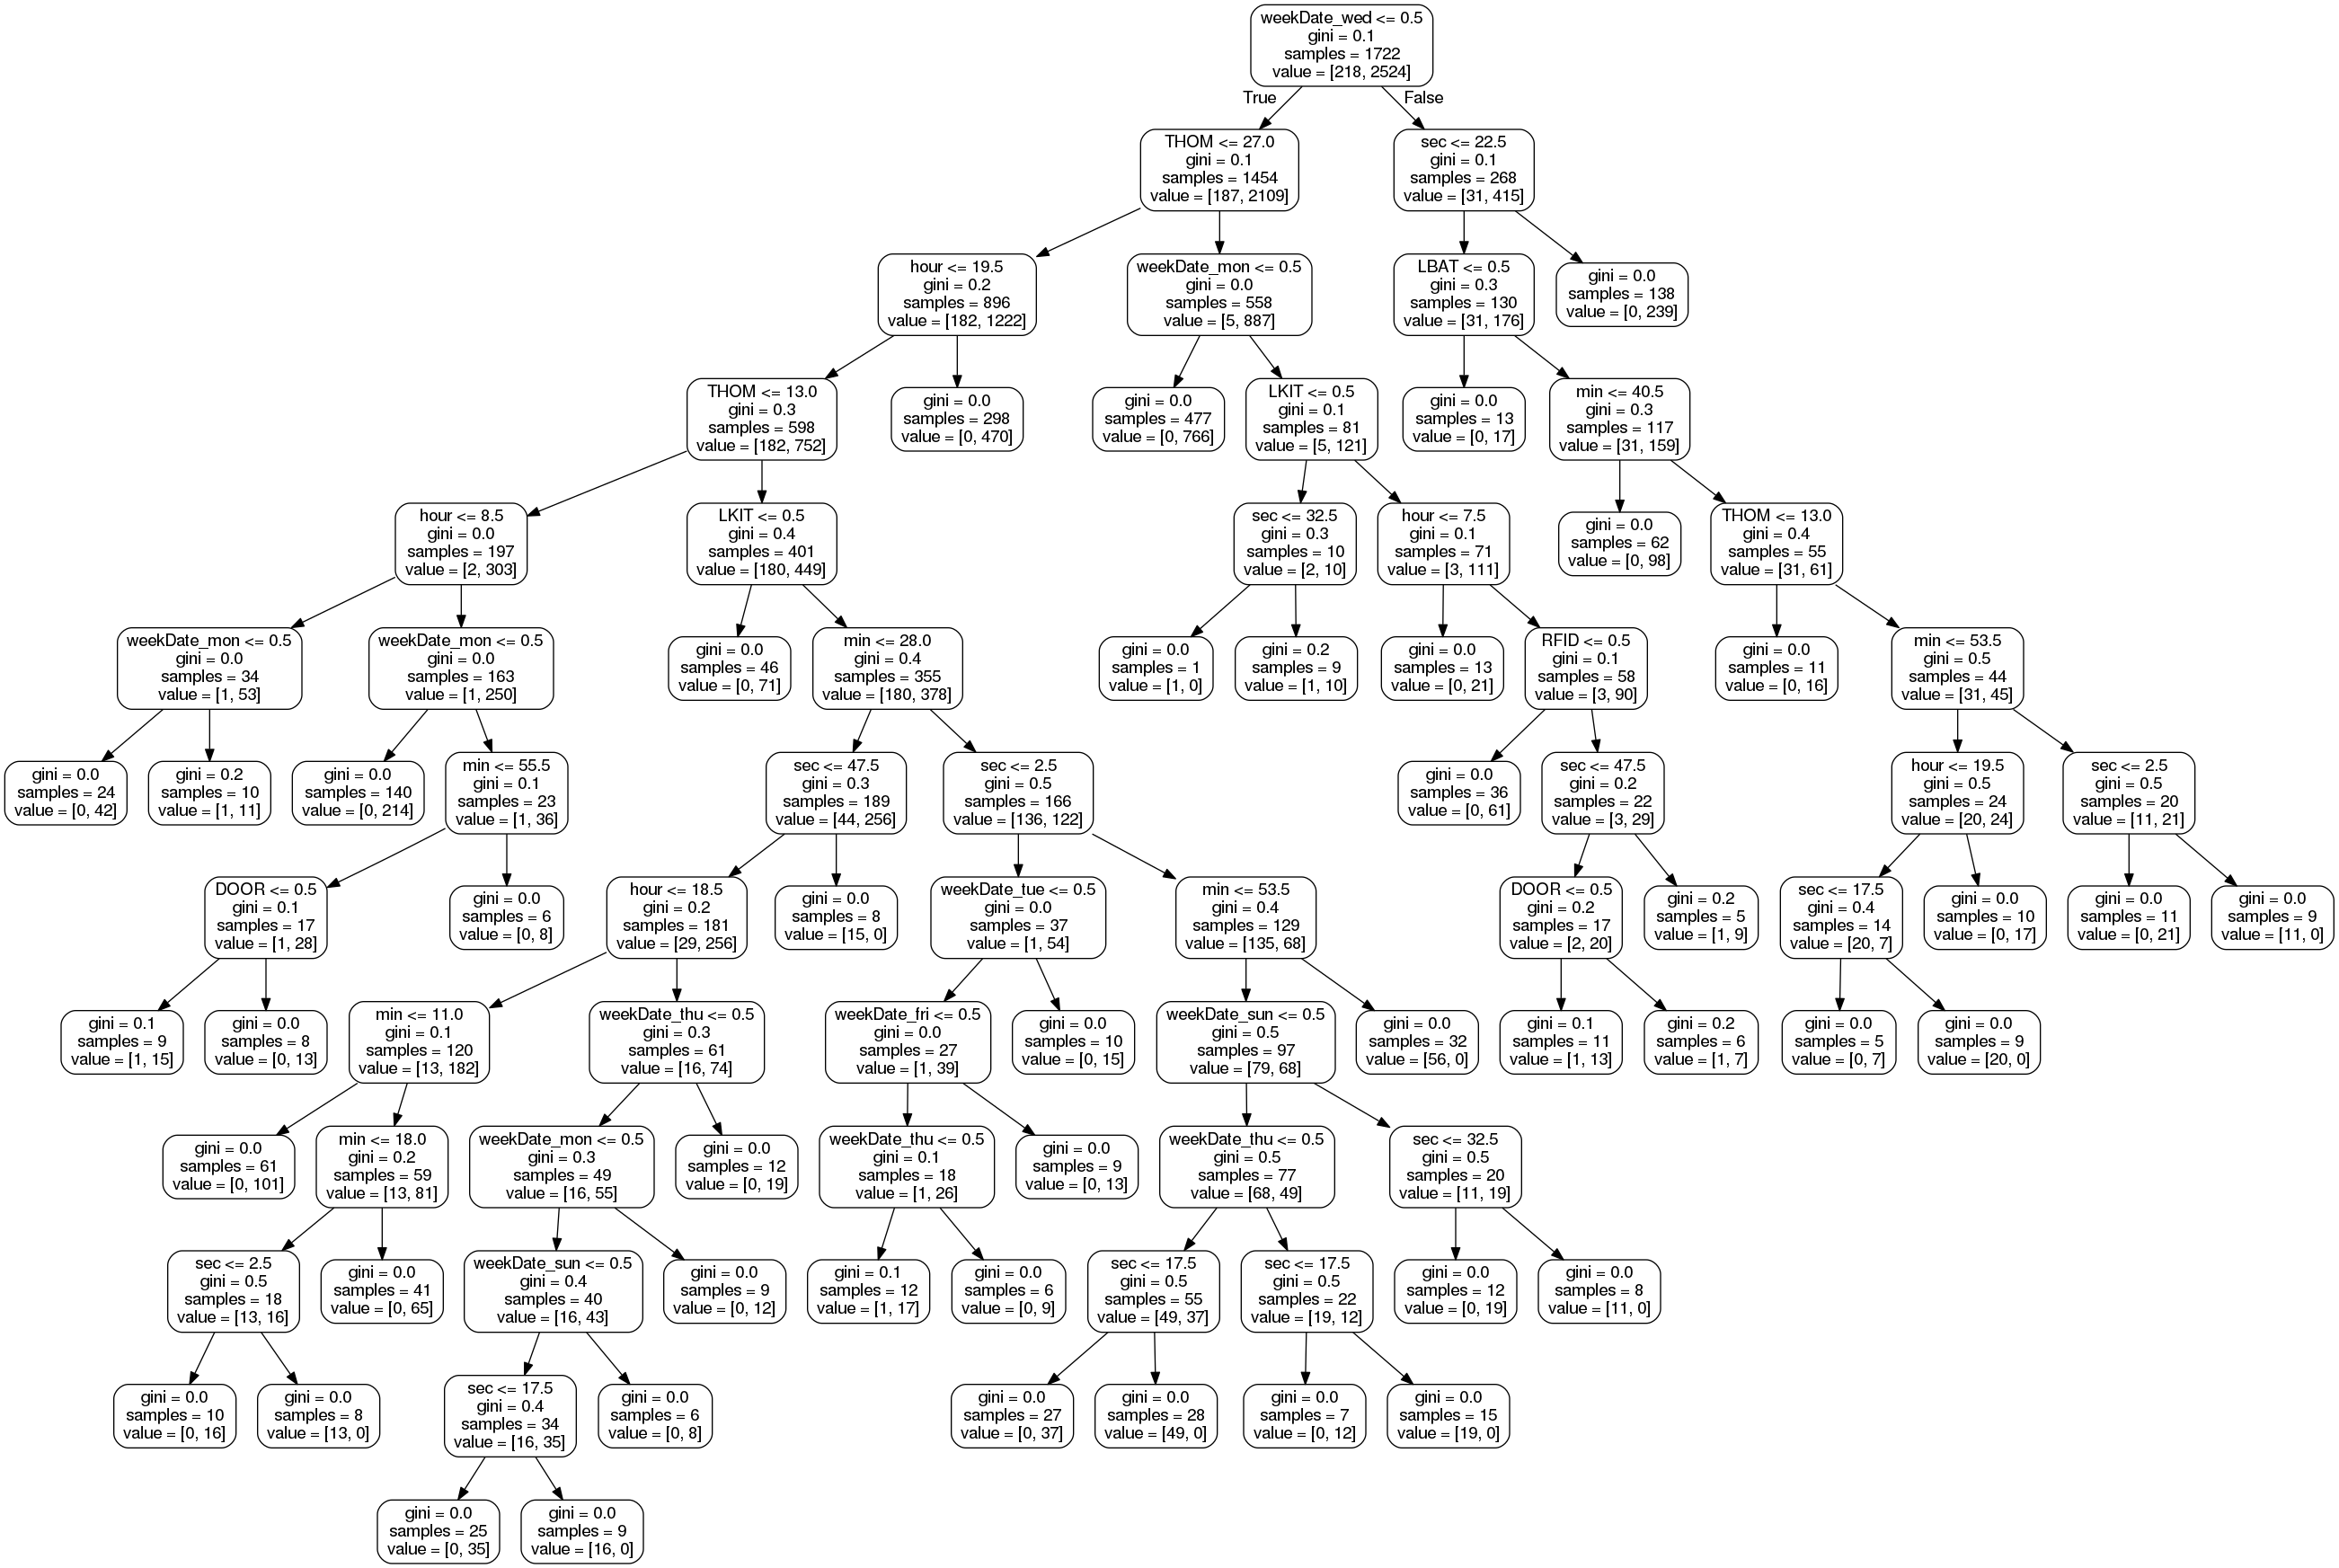 weekDate_wed <= 0.5
gini = 0.1
samples = 1722
value = [218, 2524]
True
False
THOM <= 27.0
gini = 0.1
samples = 1454
value = [187, 2109]
sec <= 22.5
gini = 0.1
samples = 268
value = [31, 415]
hour <= 19.5
gini = 0.2
samples = 896
value = [182, 1222]
weekDate_mon <= 0.5
gini = 0.0
samples = 558
value = [5, 887]
LBAT <= 0.5
gini = 0.3
samples = 130
value = [31, 176]
gini = 0.0
samples = 138
value = [0, 239]
THOM <= 13.0
gini = 0.3
samples = 598
value = [182, 752]
gini = 0.0
samples = 298
value = [0, 470]
gini = 0.0
samples = 477
value = [0, 766]
LKIT <= 0.5
gini = 0.1
samples = 81
value = [5, 121]
gini = 0.0
samples = 13
value = [0, 17]
min <= 40.5
gini = 0.3
samples = 117
value = [31, 159]
hour <= 8.5
gini = 0.0
samples = 197
value = [2, 303]
LKIT <= 0.5
gini = 0.4
samples = 401
value = [180, 449]
sec <= 32.5
gini = 0.3
samples = 10
value = [2, 10]
hour <= 7.5
gini = 0.1
samples = 71
value = [3, 111]
gini = 0.0
samples = 62
value = [0, 98]
THOM <= 13.0
gini = 0.4
samples = 55
value = [31, 61]
weekDate_mon <= 0.5
gini = 0.0
samples = 34
value = [1, 53]
weekDate_mon <= 0.5
gini = 0.0
samples = 163
value = [1, 250]
gini = 0.0
samples = 46
value = [0, 71]
min <= 28.0
gini = 0.4
samples = 355
value = [180, 378]
gini = 0.0
samples = 1
value = [1, 0]
gini = 0.2
samples = 9
value = [1, 10]
gini = 0.0
samples = 13
value = [0, 21]
RFID <= 0.5
gini = 0.1
samples = 58
value = [3, 90]
gini = 0.0
samples = 11
value = [0, 16]
min <= 53.5
gini = 0.5
samples = 44
value = [31, 45]
gini = 0.0
samples = 24
value = [0, 42]
gini = 0.2
samples = 10
value = [1, 11]
gini = 0.0
samples = 140
value = [0, 214]
min <= 55.5
gini = 0.1
samples = 23
value = [1, 36]
sec <= 47.5
gini = 0.3
samples = 189
value = [44, 256]
sec <= 2.5
gini = 0.5
samples = 166
value = [136, 122]
gini = 0.0
samples = 36
value = [0, 61]
sec <= 47.5
gini = 0.2
samples = 22
value = [3, 29]
hour <= 19.5
gini = 0.5
samples = 24
value = [20, 24]
sec <= 2.5
gini = 0.5
samples = 20
value = [11, 21]
DOOR <= 0.5
gini = 0.1
samples = 17
value = [1, 28]
gini = 0.0
samples = 6
value = [0, 8]
hour <= 18.5
gini = 0.2
samples = 181
value = [29, 256]
gini = 0.0
samples = 8
value = [15, 0]
weekDate_tue <= 0.5
gini = 0.0
samples = 37
value = [1, 54]
min <= 53.5
gini = 0.4
samples = 129
value = [135, 68]
DOOR <= 0.5
gini = 0.2
samples = 17
value = [2, 20]
gini = 0.2
samples = 5
value = [1, 9]
sec <= 17.5
gini = 0.4
samples = 14
value = [20, 7]
gini = 0.0
samples = 10
value = [0, 17]
gini = 0.0
samples = 11
value = [0, 21]
gini = 0.0
samples = 9
value = [11, 0]
gini = 0.1
samples = 9
value = [1, 15]
gini = 0.0
samples = 8
value = [0, 13]
min <= 11.0
gini = 0.1
samples = 120
value = [13, 182]
weekDate_thu <= 0.5
gini = 0.3
samples = 61
value = [16, 74]
weekDate_fri <= 0.5
gini = 0.0
samples = 27
value = [1, 39]
gini = 0.0
samples = 10
value = [0, 15]
weekDate_sun <= 0.5
gini = 0.5
samples = 97
value = [79, 68]
gini = 0.0
samples = 32
value = [56, 0]
gini = 0.1
samples = 11
value = [1, 13]
gini = 0.2
samples = 6
value = [1, 7]
gini = 0.0
samples = 5
value = [0, 7]
gini = 0.0
samples = 9
value = [20, 0]
gini = 0.0
samples = 61
value = [0, 101]
min <= 18.0
gini = 0.2
samples = 59
value = [13, 81]
weekDate_mon <= 0.5
gini = 0.3
samples = 49
value = [16, 55]
gini = 0.0
samples = 12
value = [0, 19]
weekDate_thu <= 0.5
gini = 0.1
samples = 18
value = [1, 26]
gini = 0.0
samples = 9
value = [0, 13]
weekDate_thu <= 0.5
gini = 0.5
samples = 77
value = [68, 49]
sec <= 32.5
gini = 0.5
samples = 20
value = [11, 19]
sec <= 2.5
gini = 0.5
samples = 18
value = [13, 16]
gini = 0.0
samples = 41
value = [0, 65]
weekDate_sun <= 0.5
gini = 0.4
samples = 40
value = [16, 43]
gini = 0.0
samples = 9
value = [0, 12]
gini = 0.1
samples = 12
value = [1, 17]
gini = 0.0
samples = 6
value = [0, 9]
sec <= 17.5
gini = 0.5
samples = 55
value = [49, 37]
sec <= 17.5
gini = 0.5
samples = 22
value = [19, 12]
gini = 0.0
samples = 12
value = [0, 19]
gini = 0.0
samples = 8
value = [11, 0]
gini = 0.0
samples = 10
value = [0, 16]
gini = 0.0
samples = 8
value = [13, 0]
sec <= 17.5
gini = 0.4
samples = 34
value = [16, 35]
gini = 0.0
samples = 6
value = [0, 8]
gini = 0.0
samples = 27
value = [0, 37]
gini = 0.0
samples = 28
value = [49, 0]
gini = 0.0
samples = 7
value = [0, 12]
gini = 0.0
samples = 15
value = [19, 0]
gini = 0.0
samples = 25
value = [0, 35]
gini = 0.0
samples = 9
value = [16, 0]